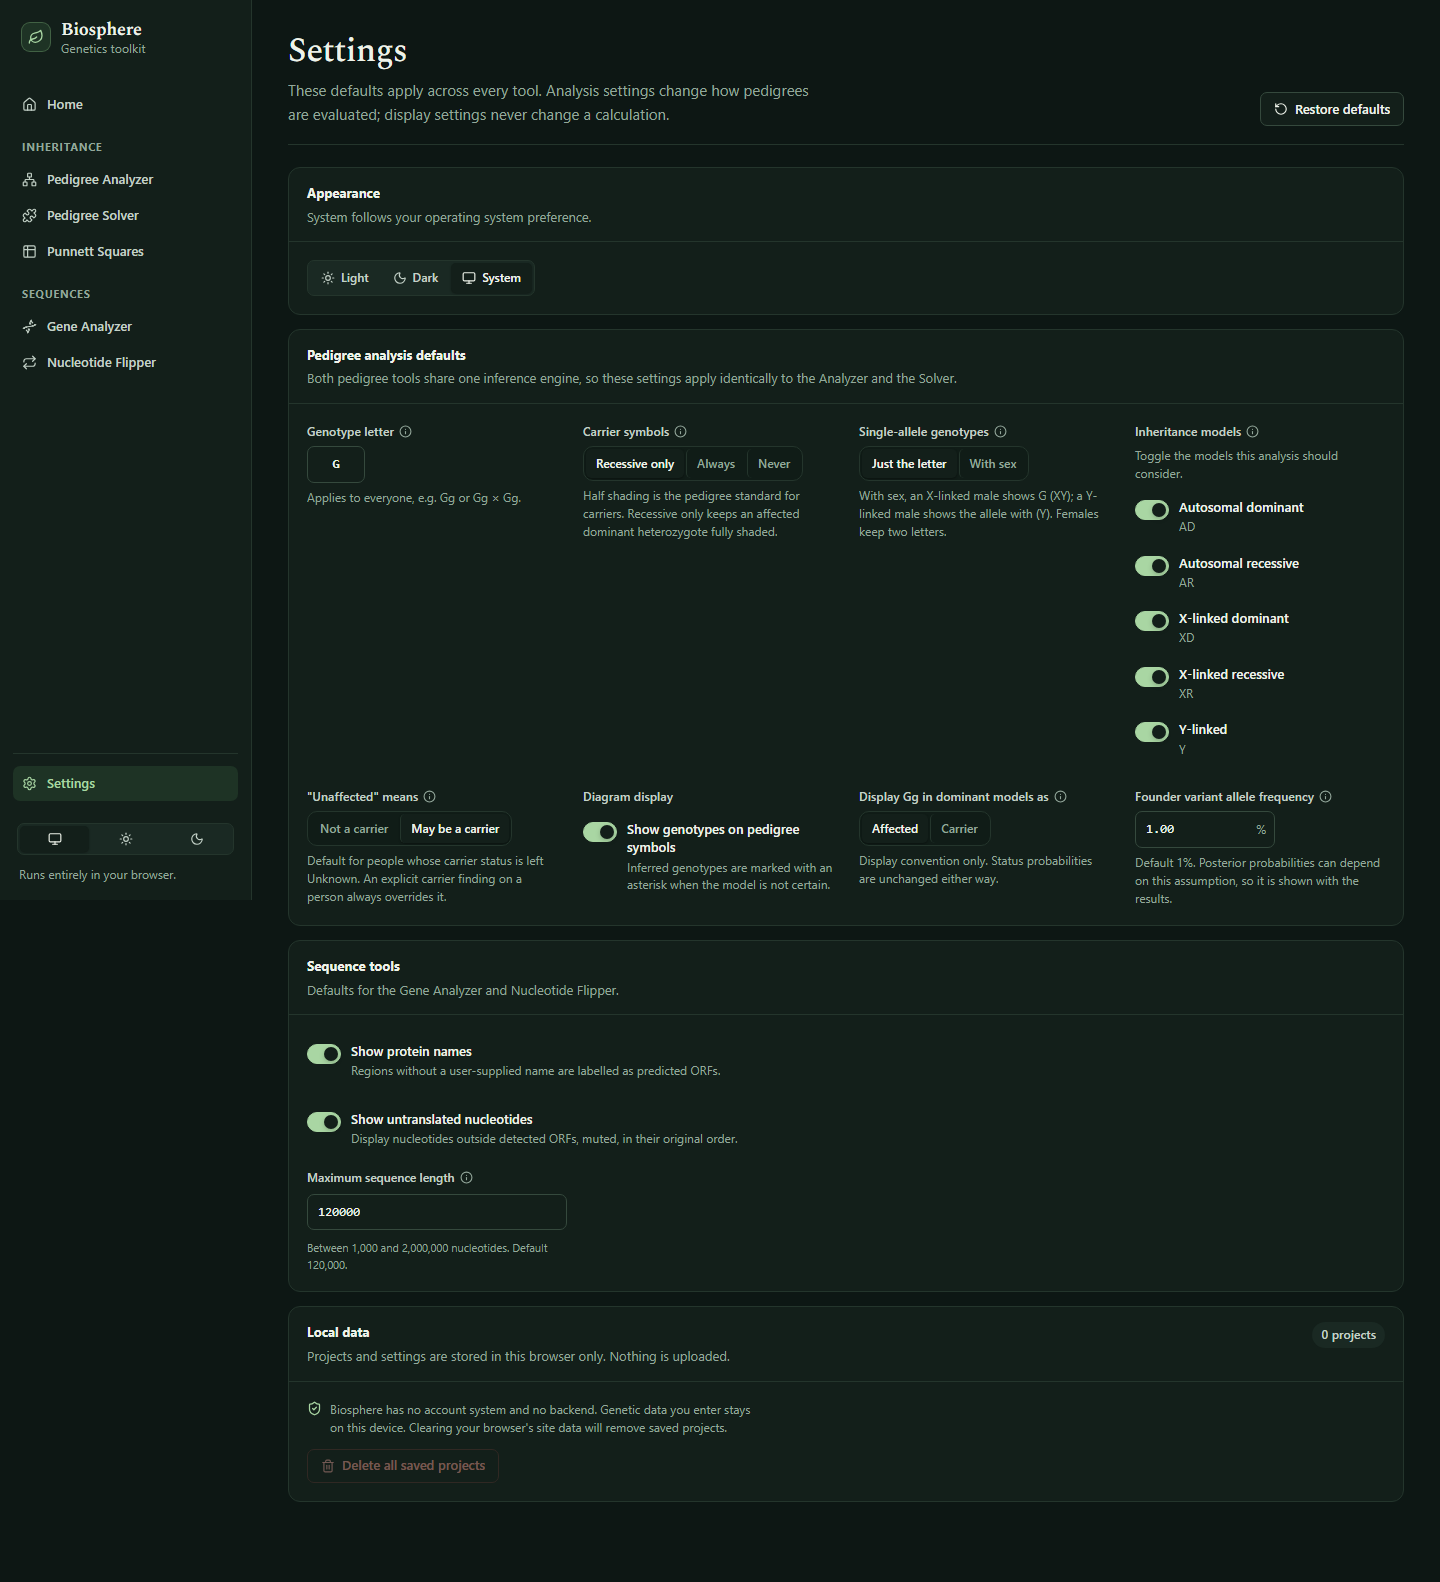 Biosphere
Genetics toolkit
Home
INHERITANCE
Pedigree Analyzer
Pedigree Solver
Punnett Squares
SEQUENCES
Gene Analyzer
Nucleotide Flipper
Settings
Runs entirely in your browser.
Settings
These defaults apply across every tool. Analysis settings change how pedigrees
are evaluated; display settings never change a calculation.
Restore defaults
Appearance
System follows your operating system preference.
Light
Dark
System
Pedigree analysis defaults
Both pedigree tools share one inference engine, so these settings apply identically to the Analyzer and the Solver.
Genotype letter
G
Applies to everyone, e.g. Gg or Gg × Gg.
Carrier symbols
Recessive only
Always
Never
Half shading is the pedigree standard for
carriers. Recessive only keeps an affected
dominant heterozygote fully shaded.
Single-allele genotypes
Just the letter
With sex
With sex, an X-linked male shows G (XY); a Y-
linked male shows the allele with (Y). Females
keep two letters.
Inheritance models
Toggle the models this analysis should
consider.
Autosomal dominant
AD
Autosomal recessive
AR
X-linked dominant
XD
X-linked recessive
XR
Y-linked
Y
"Unaffected" means
Not a carrier
May be a carrier
Default for people whose carrier status is left
Unknown. An explicit carrier finding on a
person always overrides it.
Diagram display
Show genotypes on pedigree
symbols
Inferred genotypes are marked with an
asterisk when the model is not certain.
Display Gg in dominant models as
Affected
Carrier
Display convention only. Status probabilities
are unchanged either way.
Founder variant allele frequency
1.00
%
Default 1%. Posterior probabilities can depend
on this assumption, so it is shown with the
results.
Sequence tools
Defaults for the Gene Analyzer and Nucleotide Flipper.
Show protein names
Regions without a user-supplied name are labelled as predicted ORFs.
Show untranslated nucleotides
Display nucleotides outside detected ORFs, muted, in their original order.
Maximum sequence length
120000
Between 1,000 and 2,000,000 nucleotides. Default
120,000.
Local data
0 projects
Projects and settings are stored in this browser only. Nothing is uploaded.
Biosphere has no account system and no backend. Genetic data you enter stays
on this device. Clearing your browser's site data will remove saved projects.
Delete all saved projects